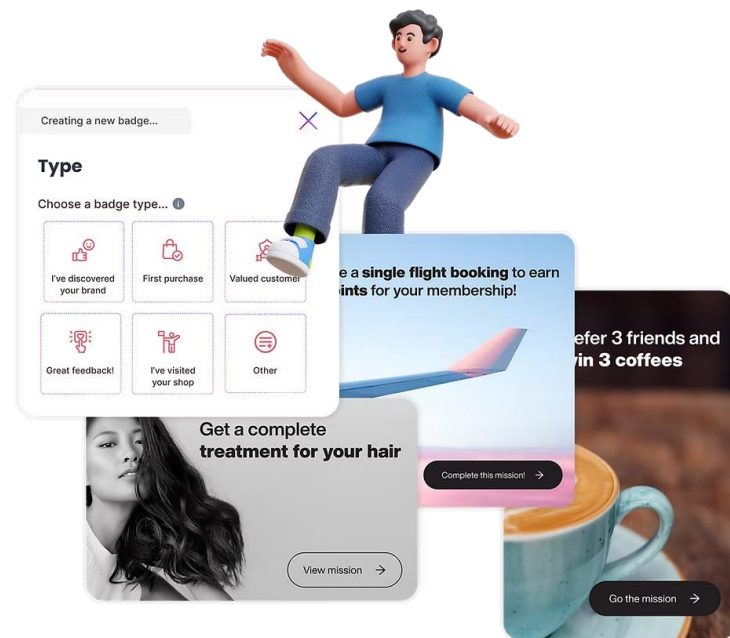 Creating a new badge...
Type
Choose a badge type...
I've discovered
your brand
First purchase
Valued customer
Great feedback!
I've visited
your shop
Other
e a single flight booking to earn
ints for your membership!
Complete this mission!
efer 3 friends and
in 3 coffees
Go the mission
Get a complete
treatment for your hair
View mission